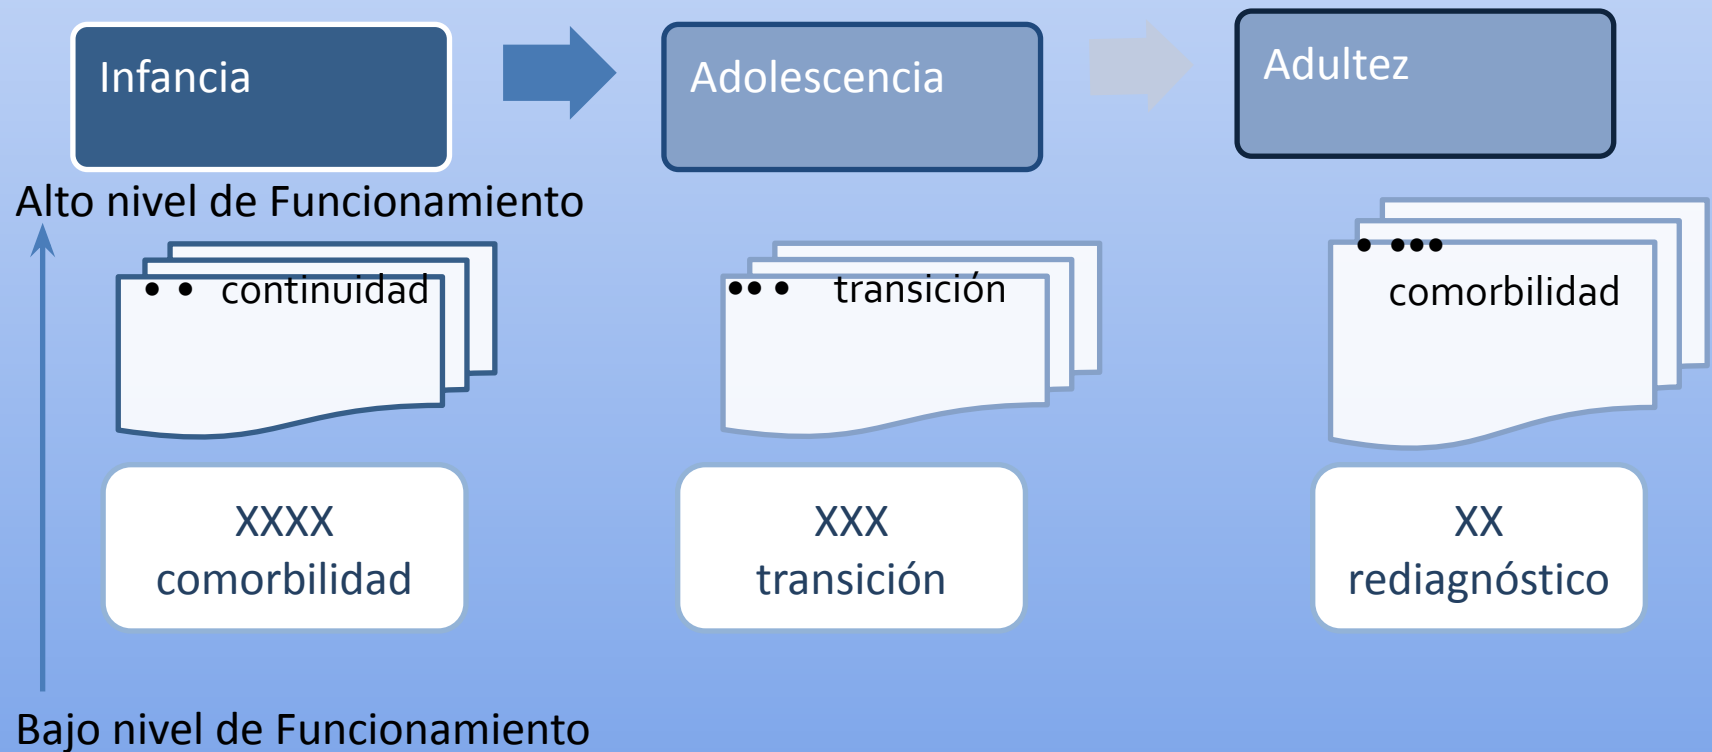 Infancia
Adolescencia
Adultez
Alto nivel de Funcionamiento
• • continuidad
•• • transición
• •••
comorbilidad
XXXX
comorbilidad
XXX
transición
XX
rediagnóstico
Bajo nivel de Funcionamiento